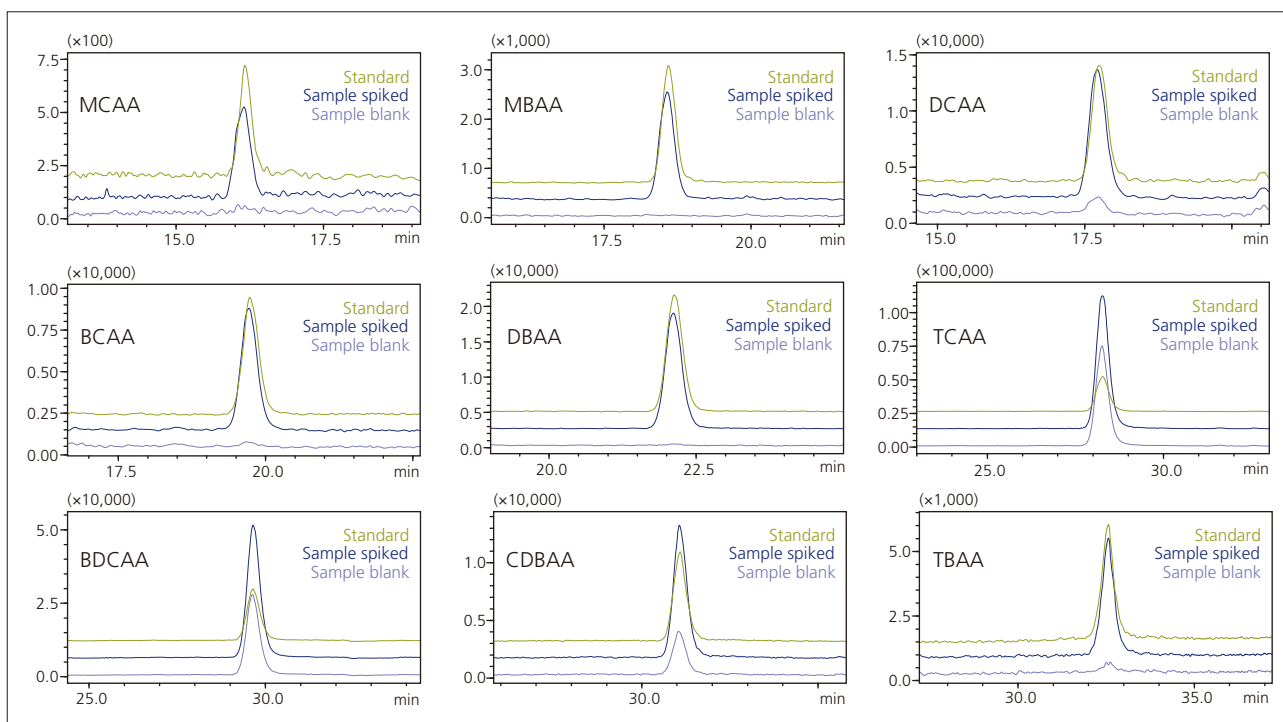 (×100)
7.5
5.0
2.5
0.0
MCAA
Standard
Sample spiked
Sample blank
15.0 17.5 min
(×1,000)
3.0
2.0
1.0
0.0
MBAA
Standard
Sample spiked
Sample blank
17.5 20.0 min
(×10,000)
1.5
1.0
0.5
0.0
DCAA
Standard
Sample spiked
Sample blank
15.0 17.5 min
(×10,000)
1.00
0.75
0.50
0.25
0.00
BCAA
Standard
Sample spiked
Sample blank
17.5 20.0 min
(×10,000)
3.0
2.0
1.0
0.0
DBAA
Standard
Sample spiked
Sample blank
20.0 22.5 min
(×100,000)
1.00
0.75
0.50
0.25
0.00
TCAA
Standard
Sample spiked
Sample blank
25.0 30.0 min
(×10,000)
5.0
2.5
0.0
BDCAA
Standard
Sample spiked
Sample blank
25.0 30.0 min
(×10,000)
1.0
0.5
0.0
CDBAA
Standard
Sample spiked
Sample blank
30.0 min
(×1,000)
5.0
2.5
0.0
TBAA
Standard
Sample spiked
Sample blank
30.0 35.0 min